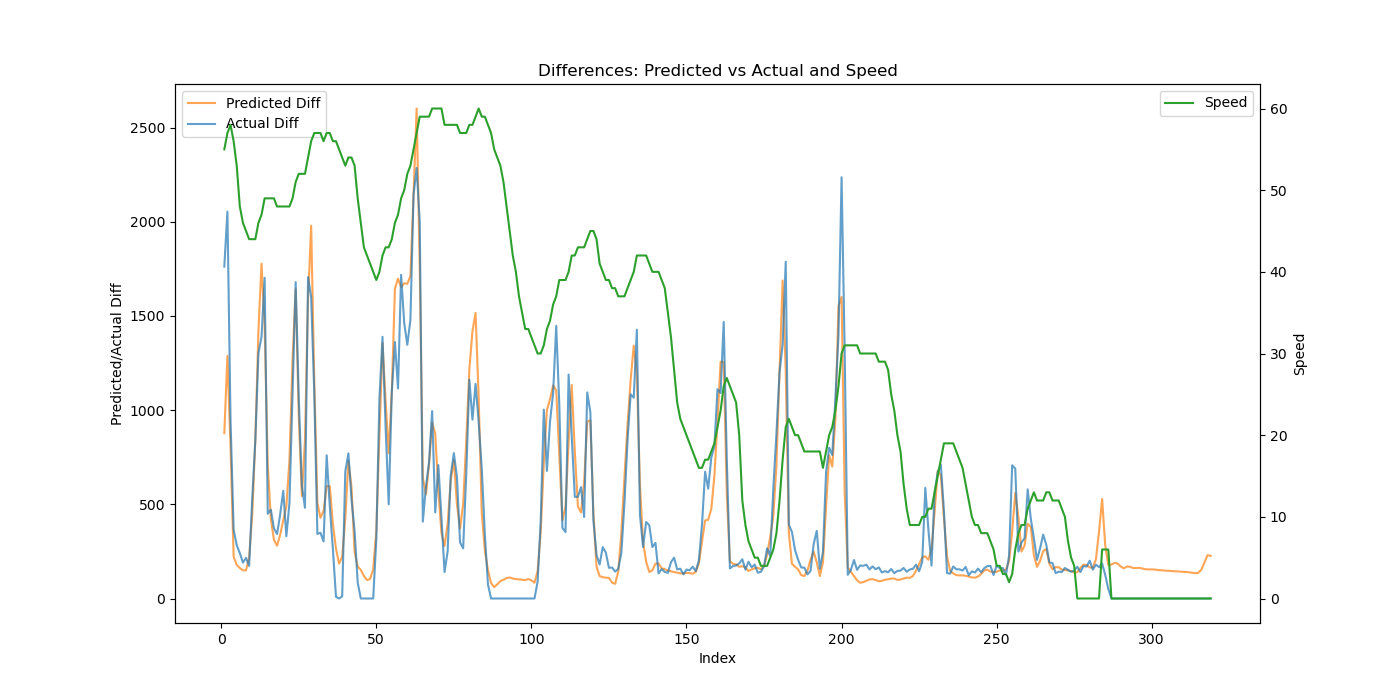 Differences: Predicted vs Actual and Speed
Predicted Diff
Actual Diff
Speed
2500
2000
1500
1000
500
0
Predicted/Actual Diff
60
50
40
30
20
10
0
Speed
0 50 100 150 200 250 300
Index